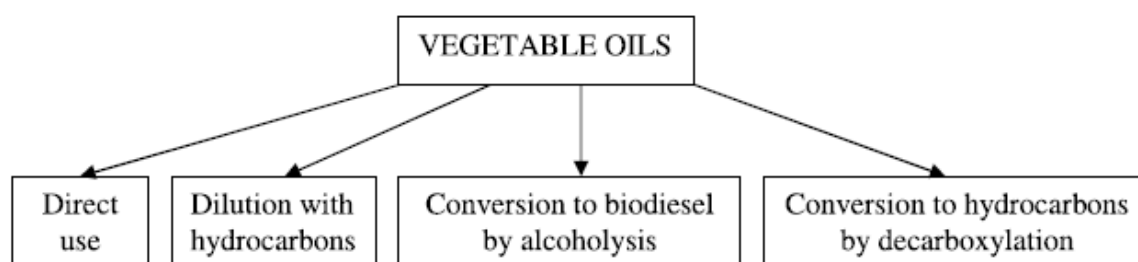 VEGETABLE OILS
Direct
use
Dilution with
hydrocarbons
Conversion to biodiesel
by alcoholysis
Conversion to hydrocarbons
by decarboxylation